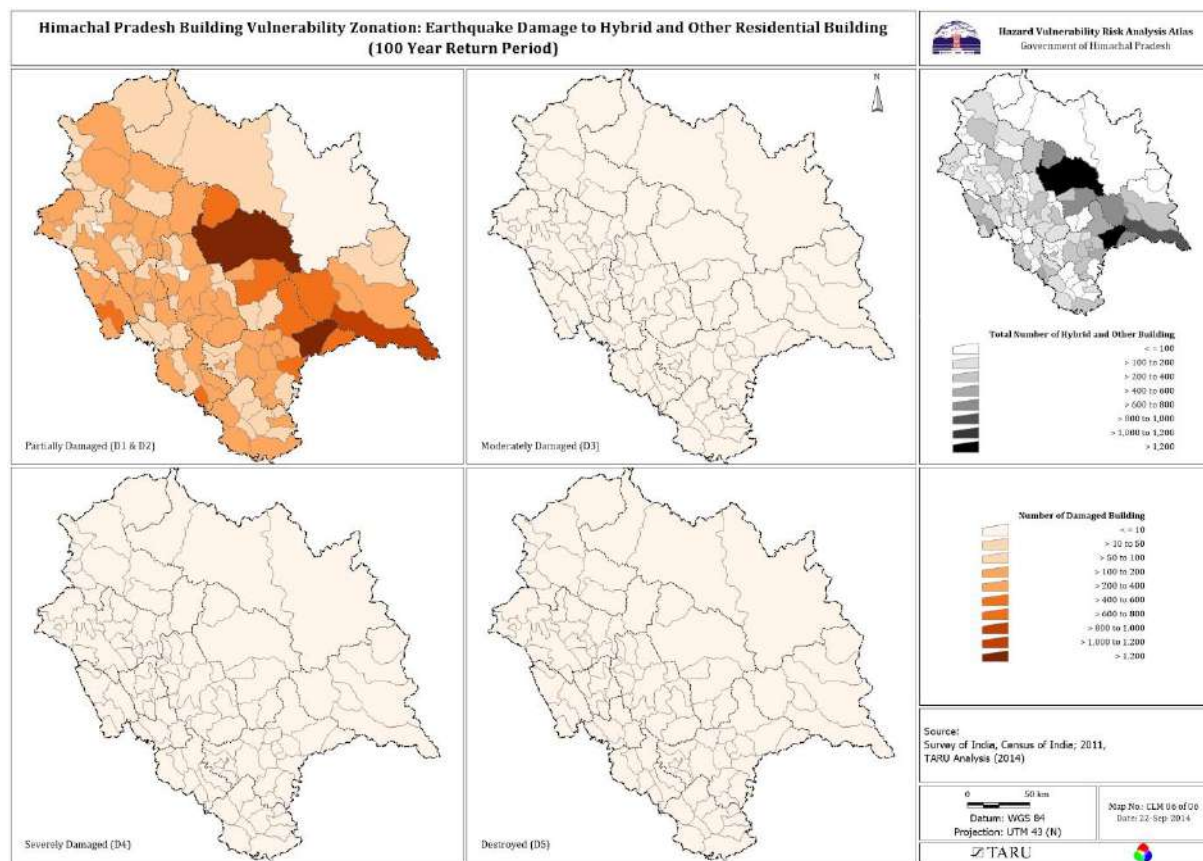 Himachal Pradesh Building Vulnerability Zonation: Earthquake Damage to Hybrid and Other Residential Building
(100 Year Return Period)
Hazard Vulnerability Risk Analysis Atlas
Government of Himachal Pradesh
N
Partially Damaged (D1 & D2)
Moderately Damaged (D3)
Total Number of Hybrid and Other Building
< = 100
> 100 to 200
> 200 to 400
> 400 to 600
> 600 to 800
> 800 to 1,000
> 1,000 to 1,200
> 1,200
Severely Damaged (D4)
Destroyed (D5)
Number of Damaged Building
< = 10
> 10 to 50
> 50 to 100
> 100 to 200
> 200 to 400
> 400 to 600
> 600 to 800
> 800 to 1,000
> 1,000 to 1,200
> 1,200
Source:
Survey of India, Census of India; 2011,
TARU Analysis (2014)
0 50 km
Datum: WGS 84
Projection: UTM 43 (N)
Map No.: CLM 06 of 06
Date: 22-Sep 2014
TARU